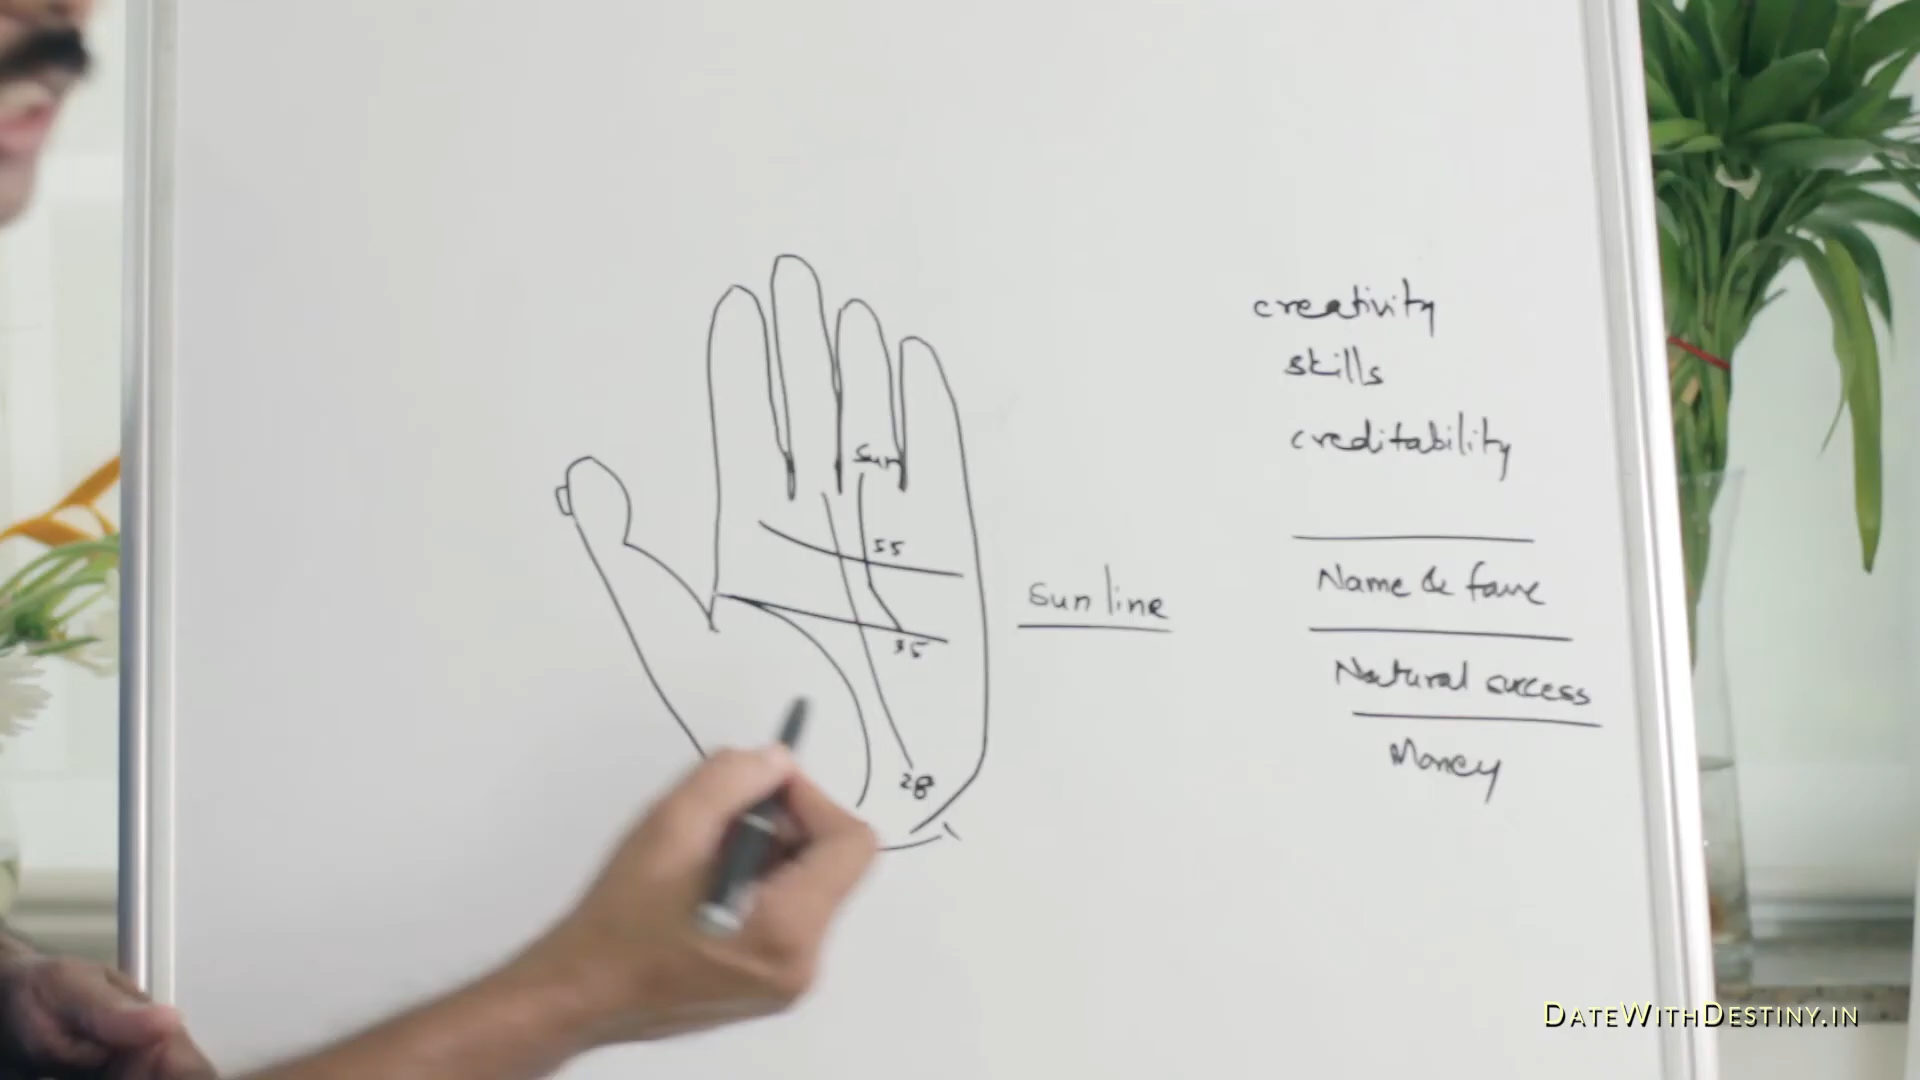 creativity
skills
creditability
Sun
55
Sun line
35
Name & fame
Natural success
Money
28
DateWithDestiny.in